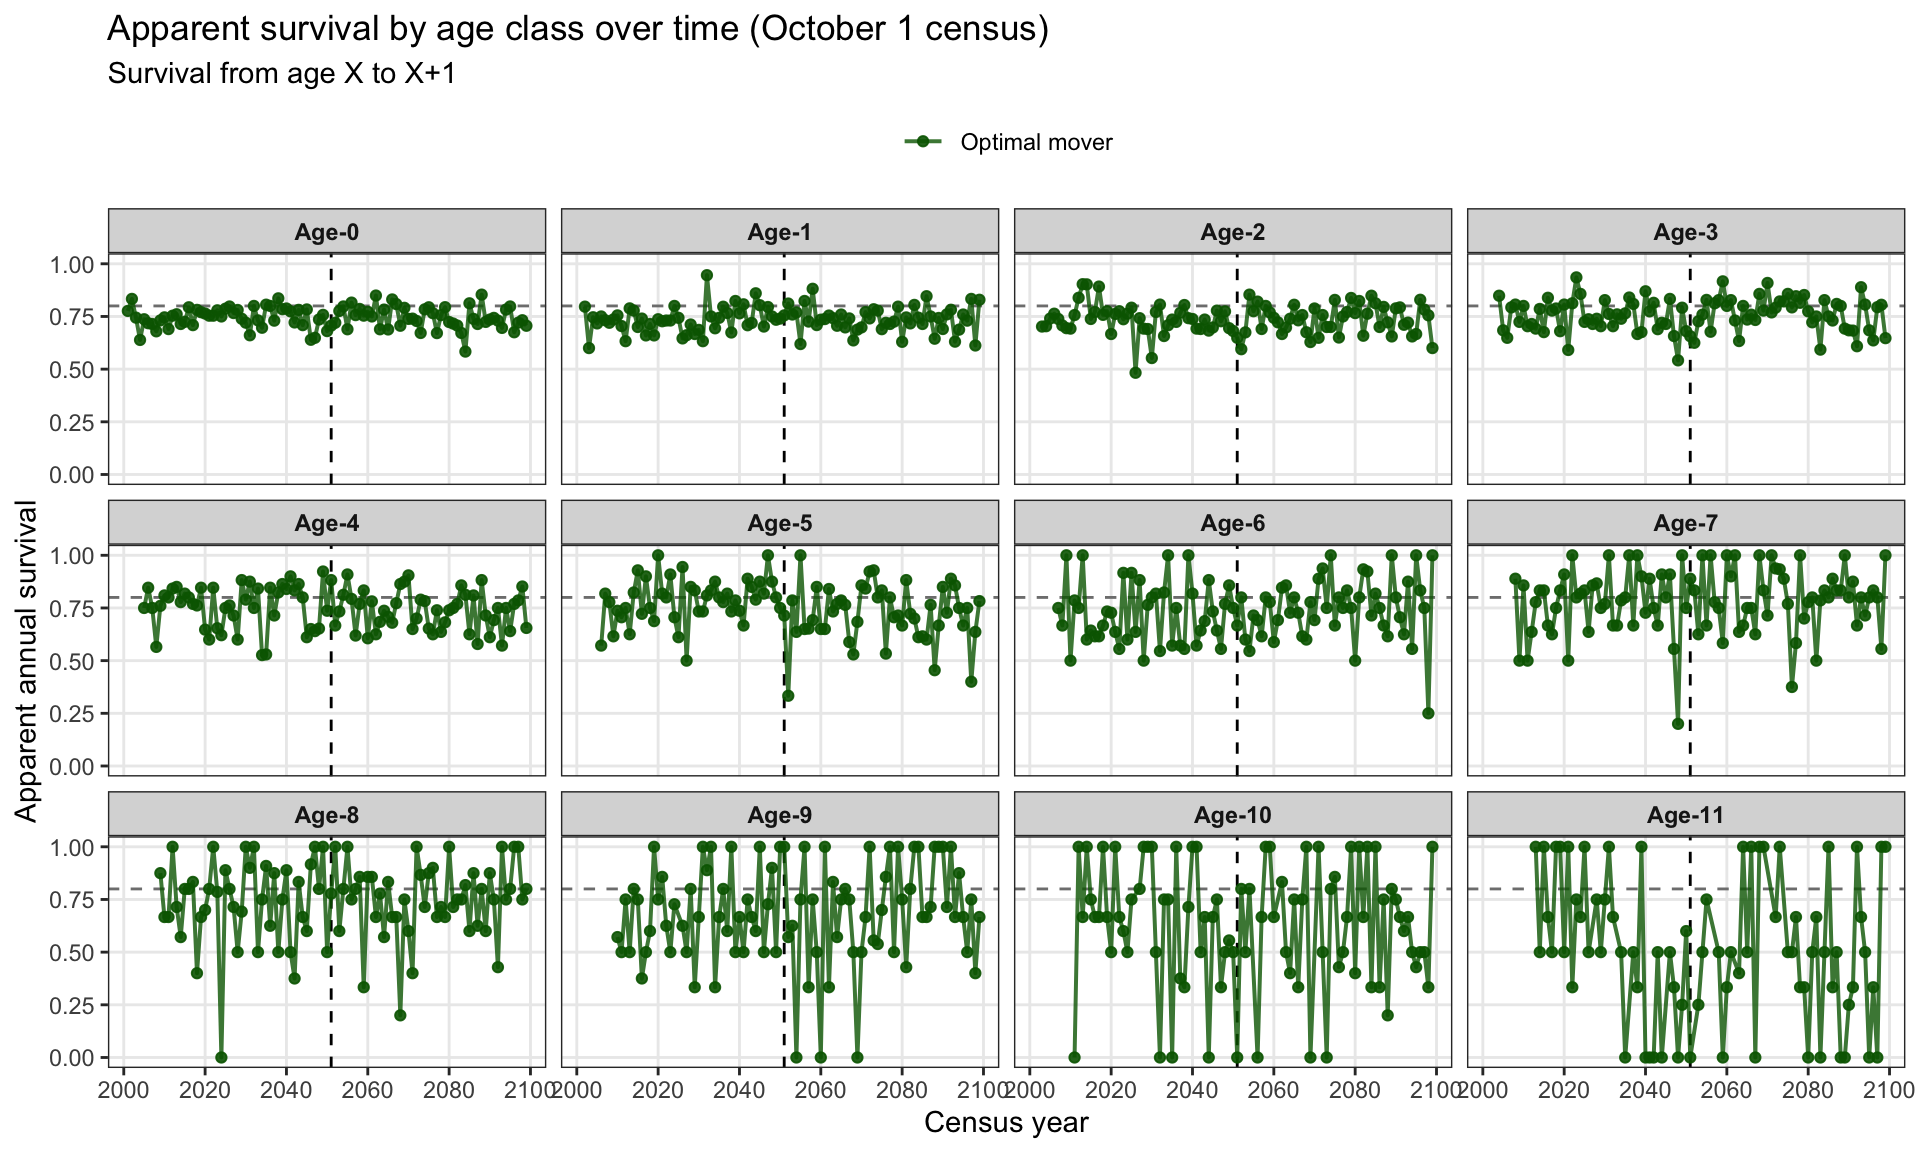 Apparent survival by age class over time (October 1 census)
Survival from age X to X+1
Optimal mover
Age-0 Age-1 Age-2 Age-3
1.00
0.75
0.50
0.25
0.00
Age-4 Age-5 Age-6 Age-7
1.00
0.75
0.50
0.25
0.00
Age-8 Age-9 Age-10 Age-11
1.00
0.75
0.50
0.25
0.00
Apparent annual survival
2000 2020 2040 2060 2080 2100 2000 2020 2040 2060 2080 2100 2000 2020 2040 2060 2080 2100 2000 2020 2040 2060 2080 2100
Census year